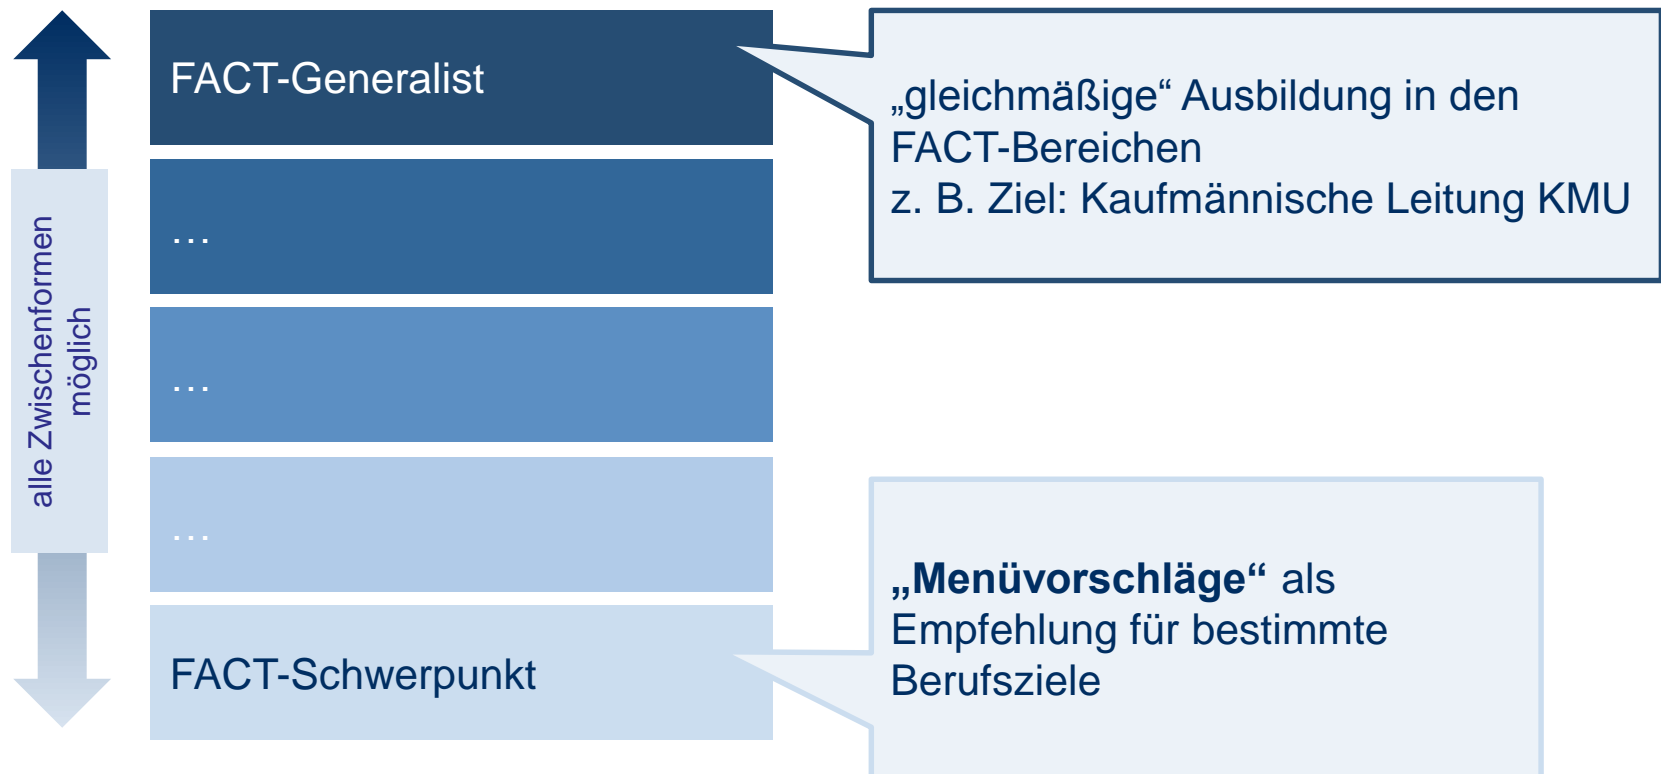 FACT-Generalist
„gleichmäßige“ Ausbildung in den
FACT-Bereichen
z. B. Ziel: Kaufmännische Leitung KMU
…
…
…
alle Zwischenformen
möglich
FACT-Schwerpunkt
„Menüvorschläge“ als
Empfehlung für bestimmte
Berufsziele